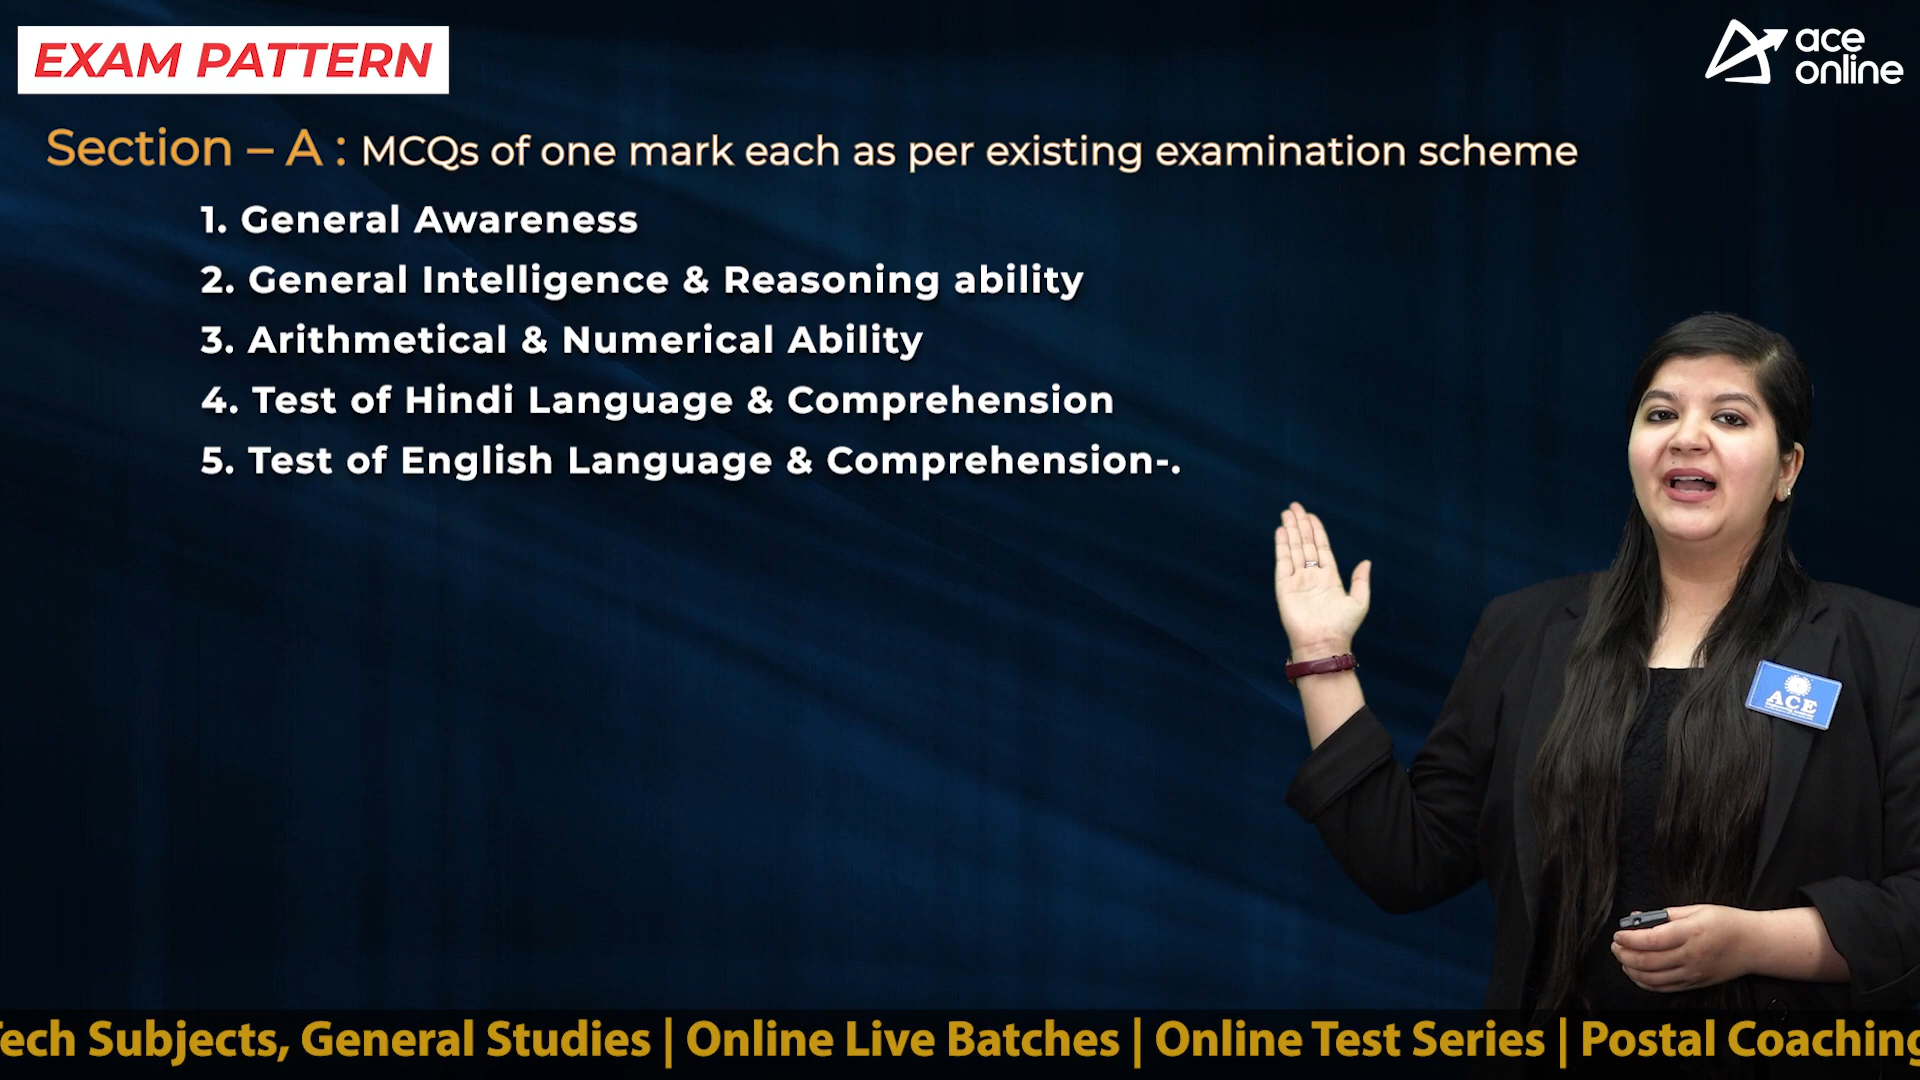 EXAM PATTERN
ace
online
Section – A : MCQs of one mark each as per existing examination scheme
1. General Awareness
2. General Intelligence & Reasoning ability
3. Arithmetical & Numerical Ability
4. Test of Hindi Language & Comprehension
5. Test of English Language & Comprehension-.
ACE
Tech Subjects, General Studies | Online Live Batches | Online Test Series | Postal Coaching